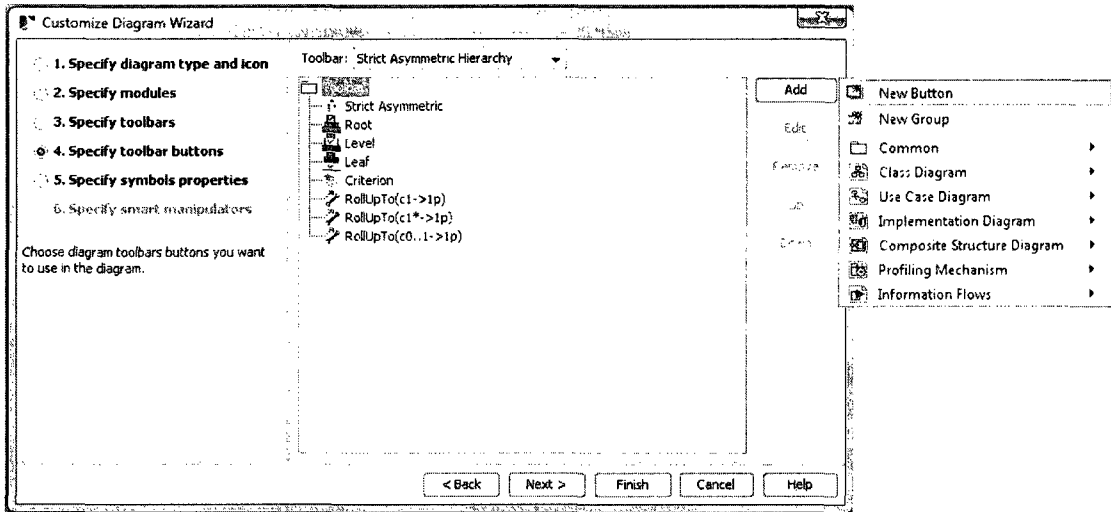 Customize Diagram Wizard
1. Specify diagram type and icon
2. Specify modules
3. Specify toolbars
4. Specify toolbar buttons
5. Specify symbols properties
6. Specify smart manipulators
Choose diagram toolbars buttons you want
to use in the diagram.
Toolbar: Strict Asymmetric Hierarchy
Strict Asymmetric
Root
Level
Leaf
Criterion
RollUpTo(c1->1p)
RollUpTo(c1*->1p)
RollUpTo(c0..1->1p)
Add
Edit
Remove
Up
Down
New Button
New Group
Common
Class Diagram
Use Case Diagram
Implementation Diagram
Composite Structure Diagram
Profiling Mechanism
Information Flows
< Back
Next >
Finish
Cancel
Help